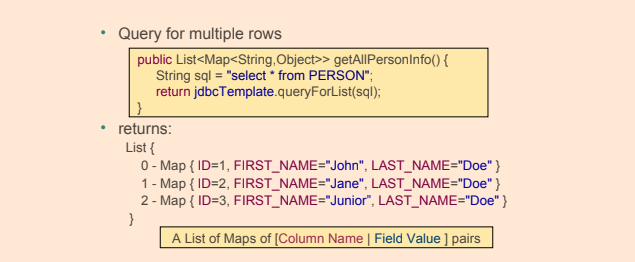 • Query for multiple rows
public List<Map<String,Object>> getAllPersonInfo() {
String sql = "select * from PERSON";
return jdbcTemplate.queryForList(sql);
}
• returns:
List {
0 - Map { ID=1, FIRST_NAME="John", LAST_NAME="Doe" }
1 - Map { ID=2, FIRST_NAME="Jane", LAST_NAME="Doe" }
2 - Map { ID=3, FIRST_NAME="Junior”, LAST_NAME="Doe" }
}
A List of Maps of [Column Name | Field Value ] pairs